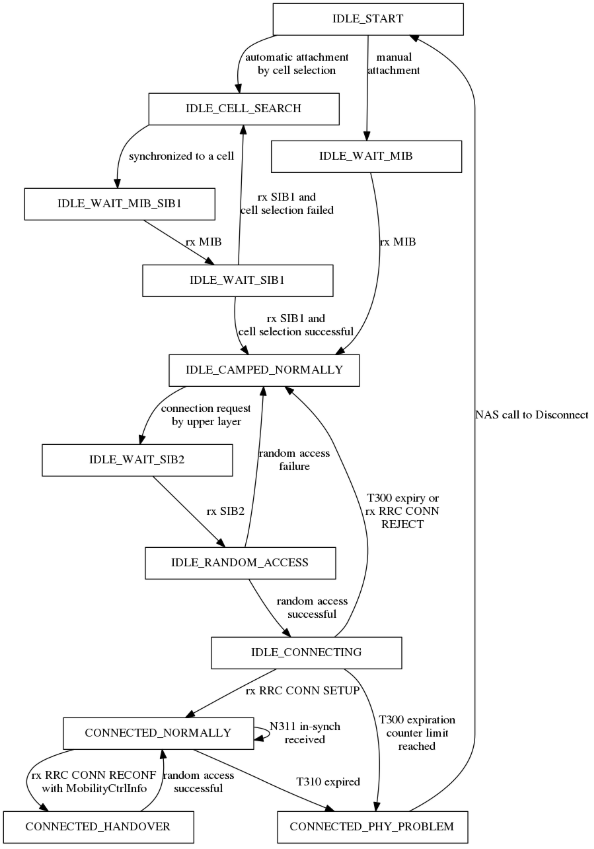 IDLE_START
automatic attachment
by cell selection
manual
attachment
IDLE_CELL_SEARCH
IDLE_WAIT_MIB
synchronized to a cell
IDLE_WAIT_MIB_SIB1
rx SIB1 and
cell selection failed
rx MIB
rx MIB
IDLE_WAIT_SIB1
rx SIB1 and
cell selection successful
IDLE_CAMPED_NORMALLY
connection request
by upper layer
NAS call to Disconnect
IDLE_WAIT_SIB2
random access
failure
rx SIB2
T300 expiry or
rx RRC CONN
REJECT
IDLE_RANDOM_ACCESS
random access
successful
IDLE_CONNECTING
rx RRC CONN SETUP
CONNECTED_NORMALLY
N311 in-synch
received
T300 expiration
counter limit
reached
rx RRC CONN RECONF
with MobilityCtrlInfo
random access
successful
T310 expired
CONNECTED_HANDOVER
CONNECTED_PHY_PROBLEM